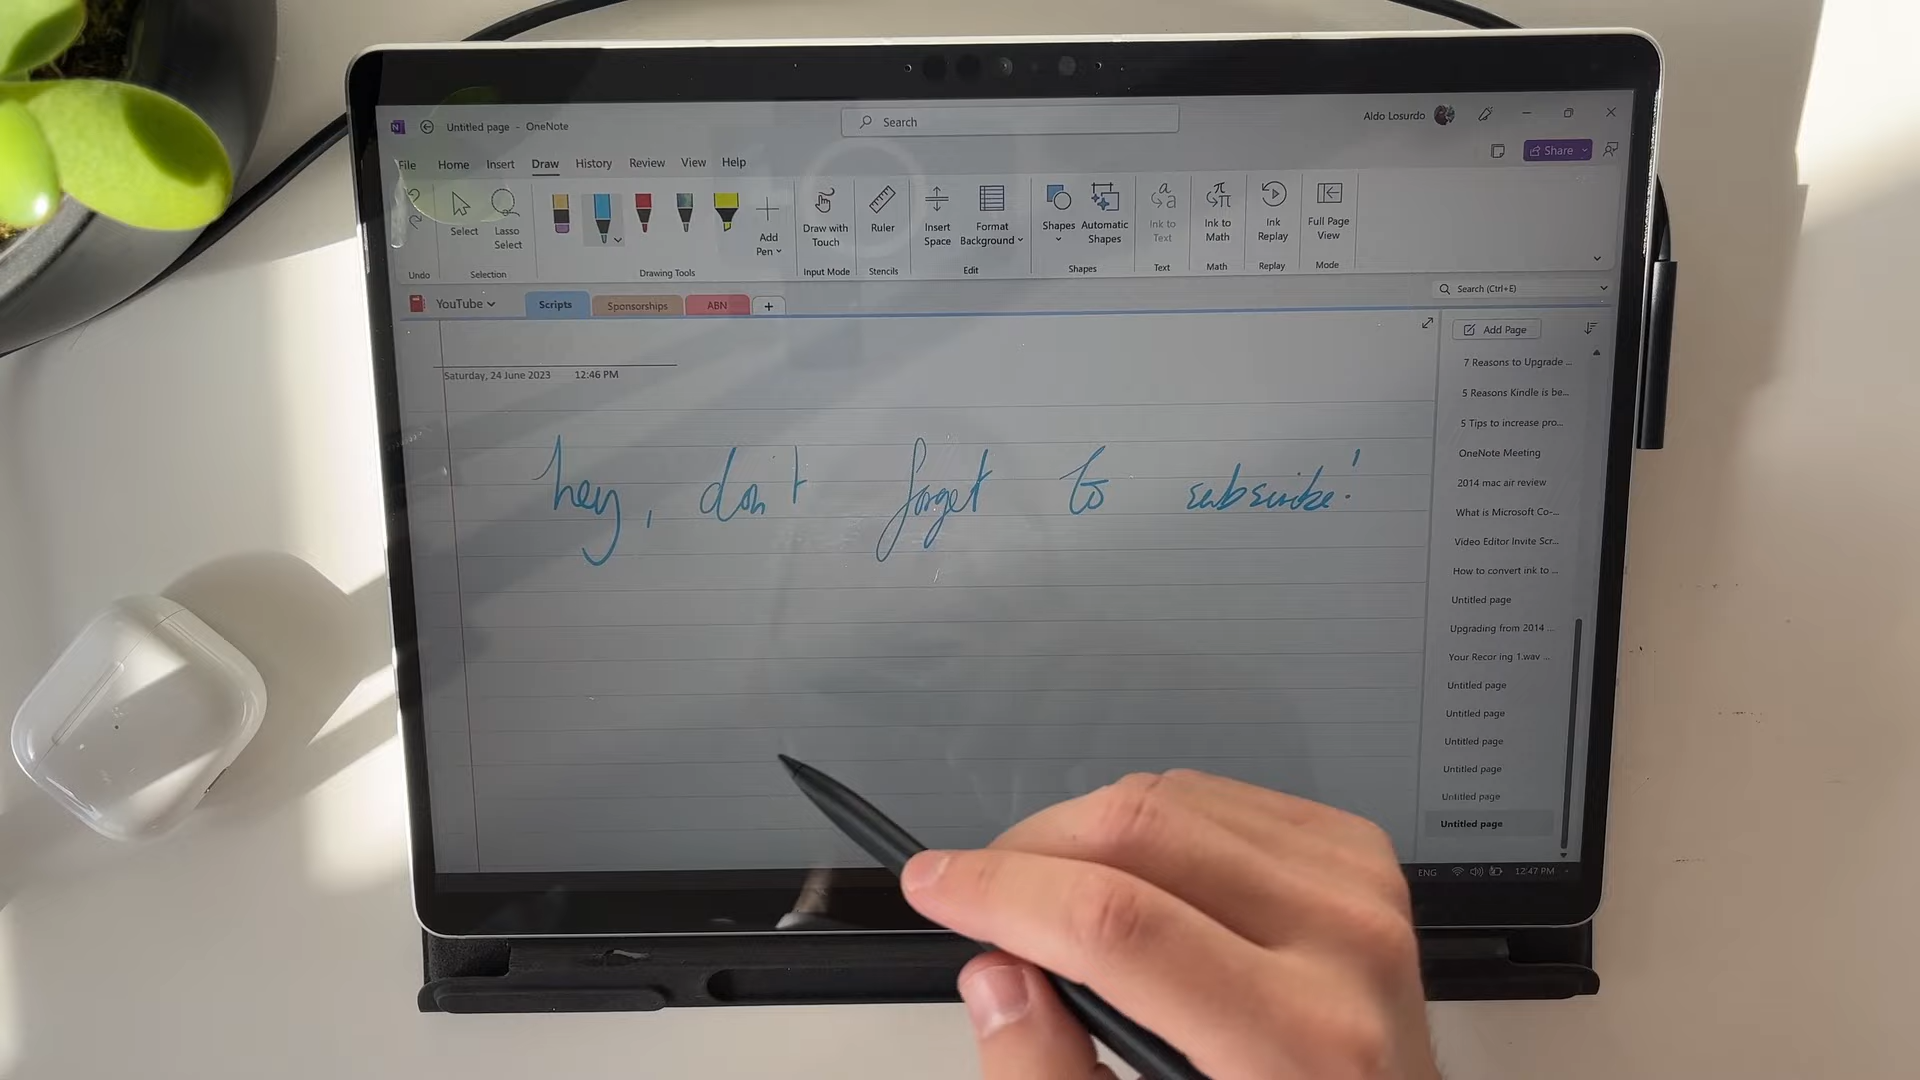 Untitled page - OneNote
Search
Aldo Losurdo
File Home Insert Draw History Review View Help
Share
Select
Lasso Select
Add Pen
Draw with Touch
Ruler
Insert Space
Format Background
Shapes
Automatic Shapes
Ink to Text
Ink to Math
Ink Replay
Full Page View
Undo
Selection
Drawing Tools
Input Mode
Stencils
Edit
Shapes
Text
Math
Replay
Mode
YouTube
Scripts
Sponsorships
ABN
Search (Ctrl+E)
Add Page
Saturday, 24 June 2023 12:46 PM
hey, don't forget to subscribe!
7 Reasons to Upgrade ...
5 Reasons Kindle is be...
5 Tips to increase pro...
OneNote Meeting
2014 mac air review
What is Microsoft Co-...
Video Editor Invite Scr...
How to convert ink to ...
Untitled page
Upgrading from 2014 ...
Your Recor ing 1.wav ...
Untitled page
Untitled page
Untitled page
Untitled page
Untitled page
Untitled page
ENG 12:47 PM